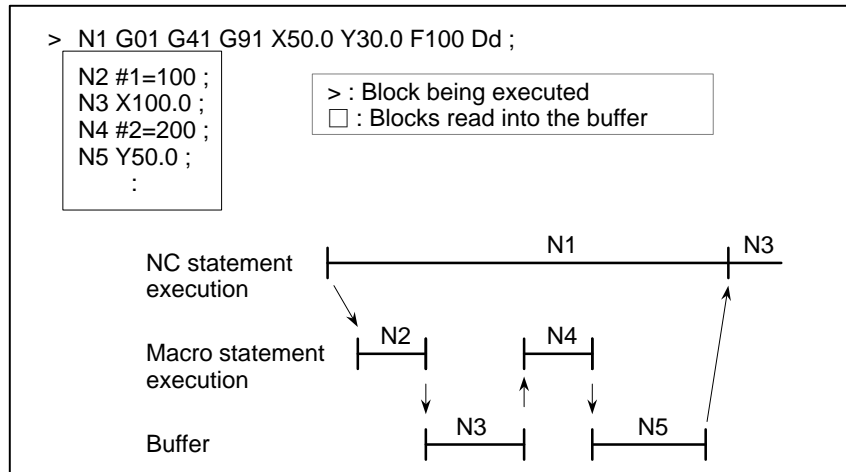 > N1 G01 G41 G91 X50.0 Y30.0 F100 Dd ;
N2 #1=100 ;
N3 X100.0 ;
N4 #2=200 ;
N5 Y50.0 ;
:
> : Block being executed
□ : Blocks read into the buffer
N1
N3
NC statement
execution
N2
N4
Macro statement
execution
N3
N5
Buffer